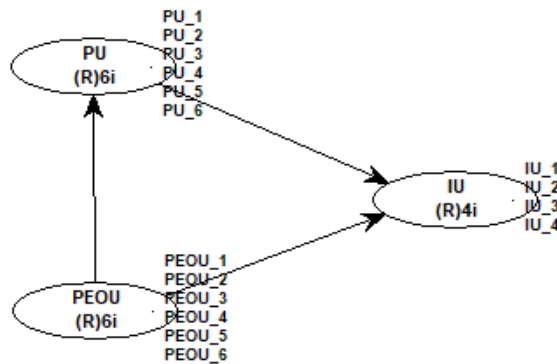 PU
(R)6i
PU_1
PU_2
PU_3
PU_4
PU_5
PU_6
IU
(R)4i
IU_1
IU_2
IU_3
IU_4
PEOU
(R)6i
PEOU_1
PEOU_2
PEOU_3
PEOU_4
PEOU_5
PEOU_6